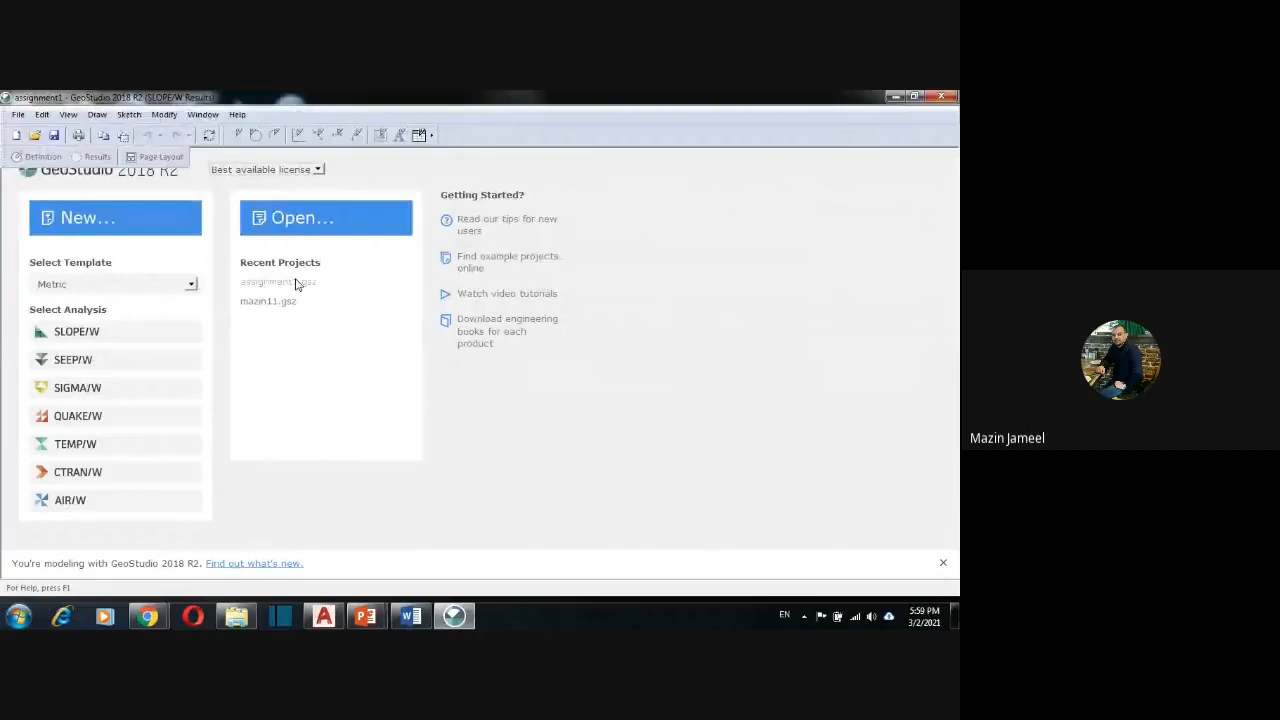 assignment1 - GeoStudio 2018 R2 (SLOPE/W Results)
File Edit View Draw Sketch Modify Window Help
Definition Results Page Layout
GeoStudio 2018 R2
Best available license
New...
Select Template
Metric
Select Analysis
SLOPE/W
SEEP/W
SIGMA/W
QUAKE/W
TEMP/W
CTRAN/W
AIR/W
Open...
Recent Projects
assignment1.gsz
mazin11.gsz
Getting Started?
Read our tips for new
users
Find example projects
online
Watch video tutorials
Download engineering
books for each
product
You're modeling with GeoStudio 2018 R2. Find out what's new.
For Help, press F1
EN
5:59 PM
3/2/2021
Mazin Jameel